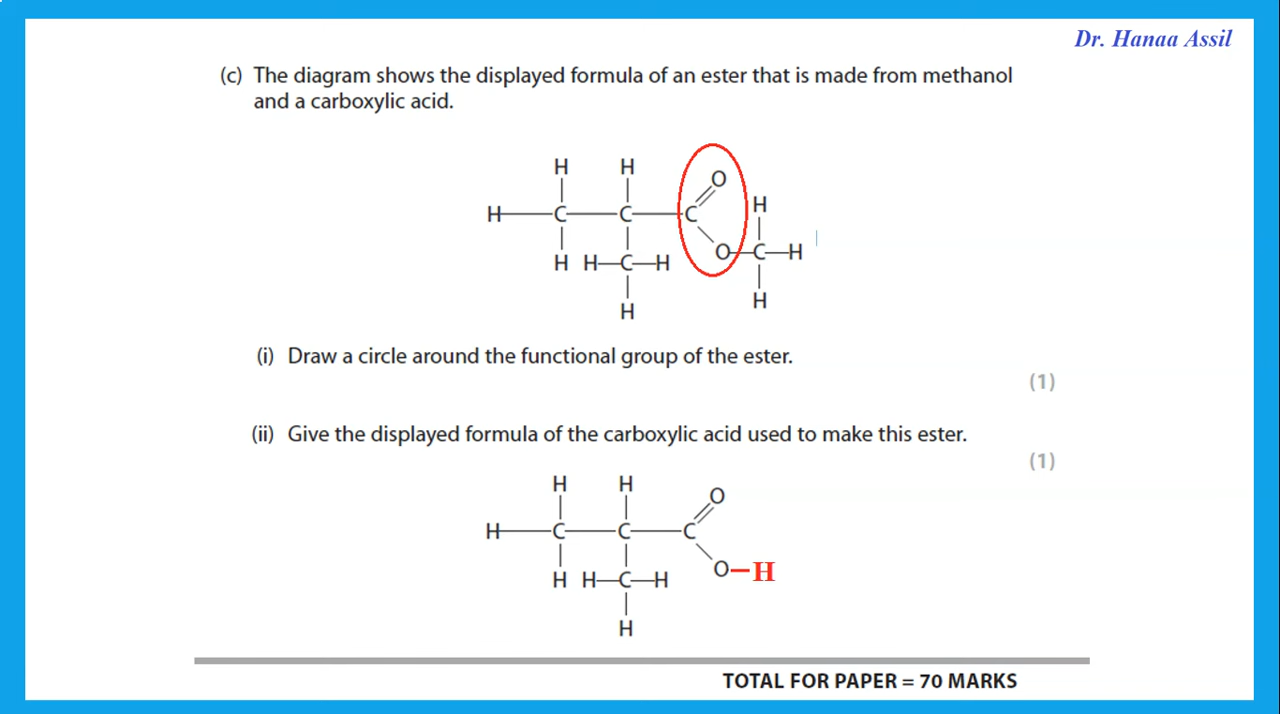 Dr. Hanaa Assil
(c) The diagram shows the displayed formula of an ester that is made from methanol
and a carboxylic acid.
H H O
H C C C H
H H C H O C H
H H
(i) Draw a circle around the functional group of the ester.
(1)
(ii) Give the displayed formula of the carboxylic acid used to make this ester.
(1)
H H O
H C C C
H H C H O–H
H
TOTAL FOR PAPER = 70 MARKS